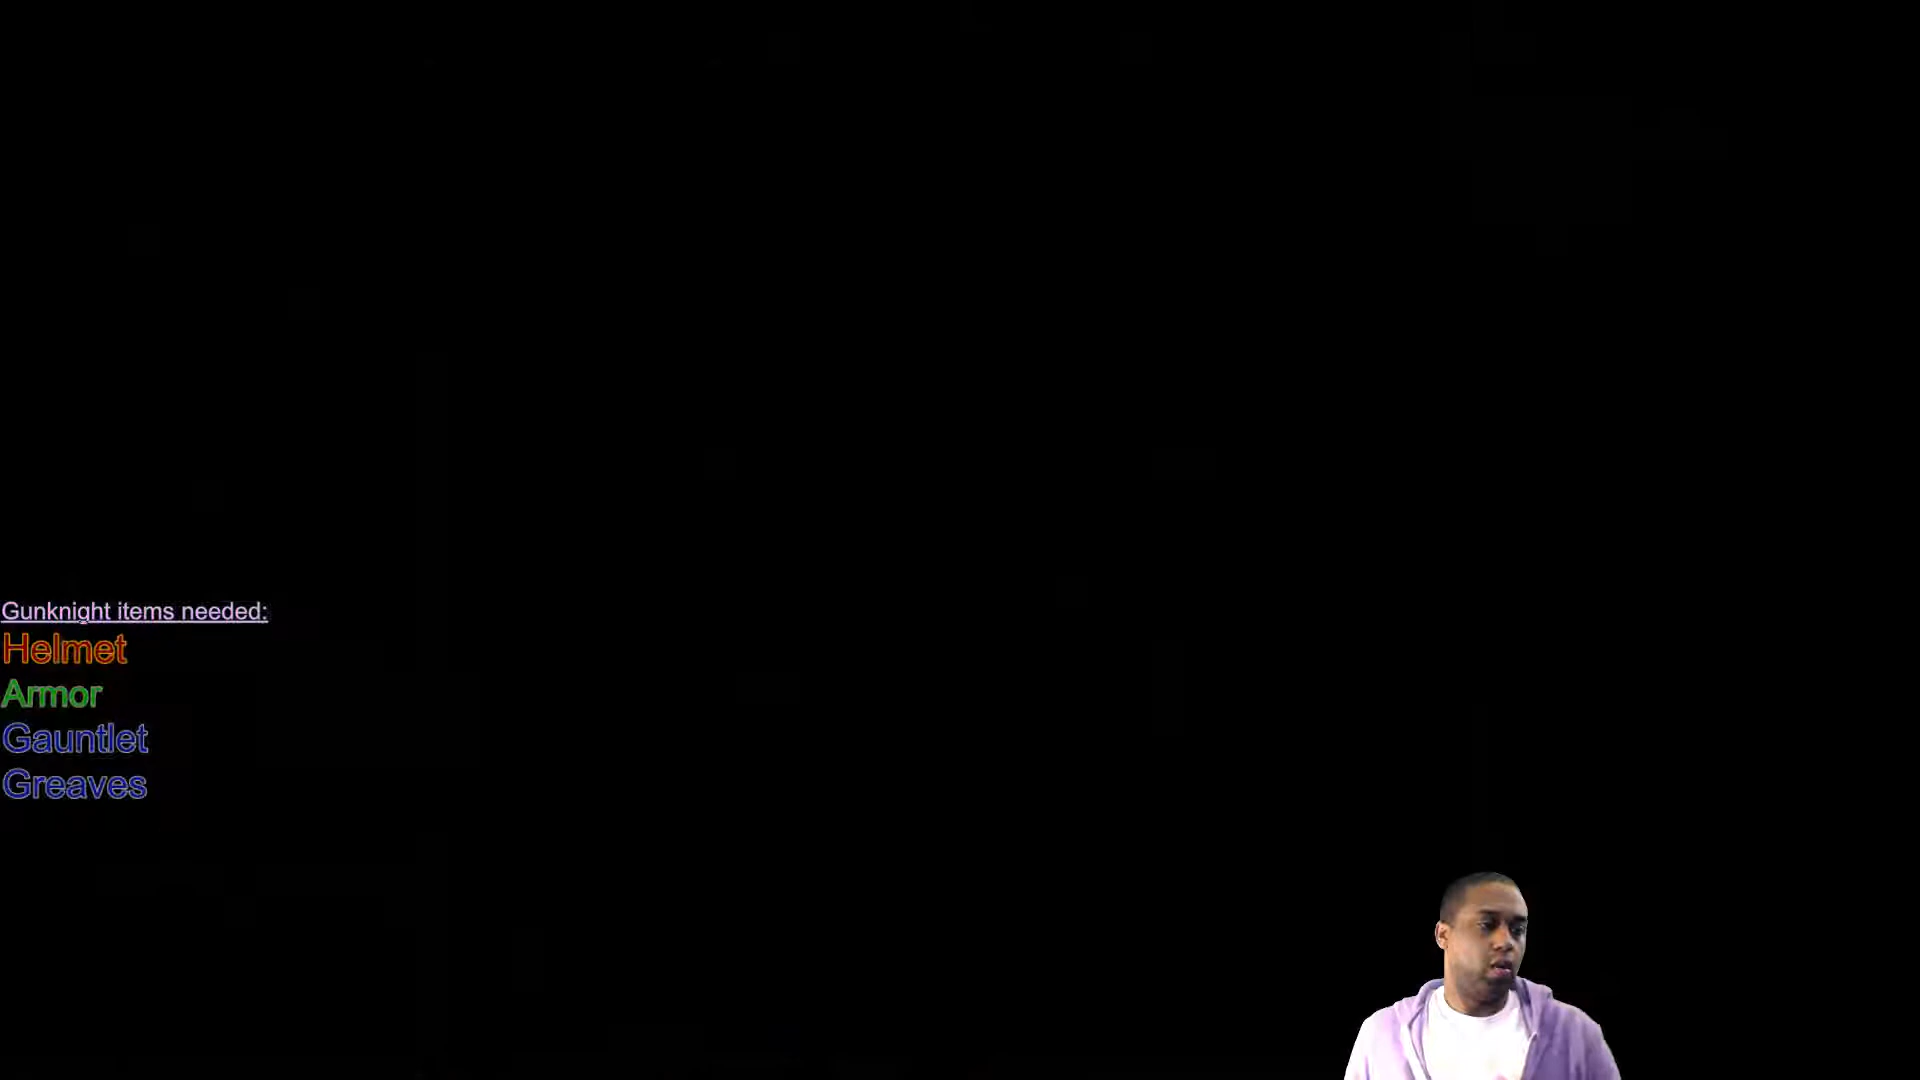 Gunknight items needed:
Helmet
Armor
Gauntlet
Greaves